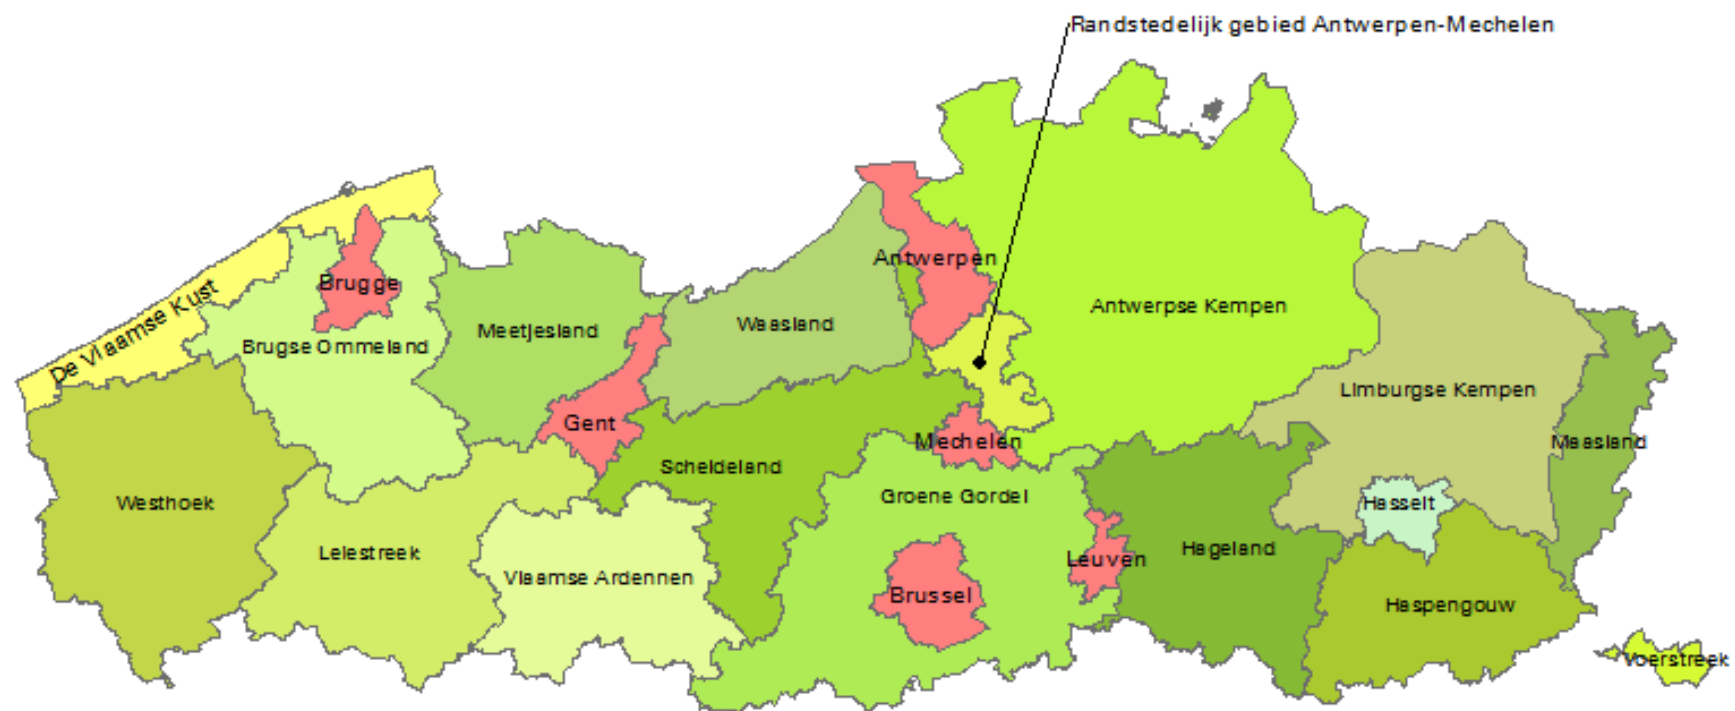 Randstedelijk gebied Antwerpen-Mechelen
Antwerpen
Brugge
De Vlaamse Kust
Antwerpse Kempen
Waasland
Meetjesland
Brugse Ommeland
Limburgse Kempen
Gent
Mechelen
Maasland
Scheldeland
Groene Gordel
Westhoek
Hasselt
Leiestreek
Hageland
Leuven
Vlaamse Ardennen
Brussel
Haspengouw
Voerstreek